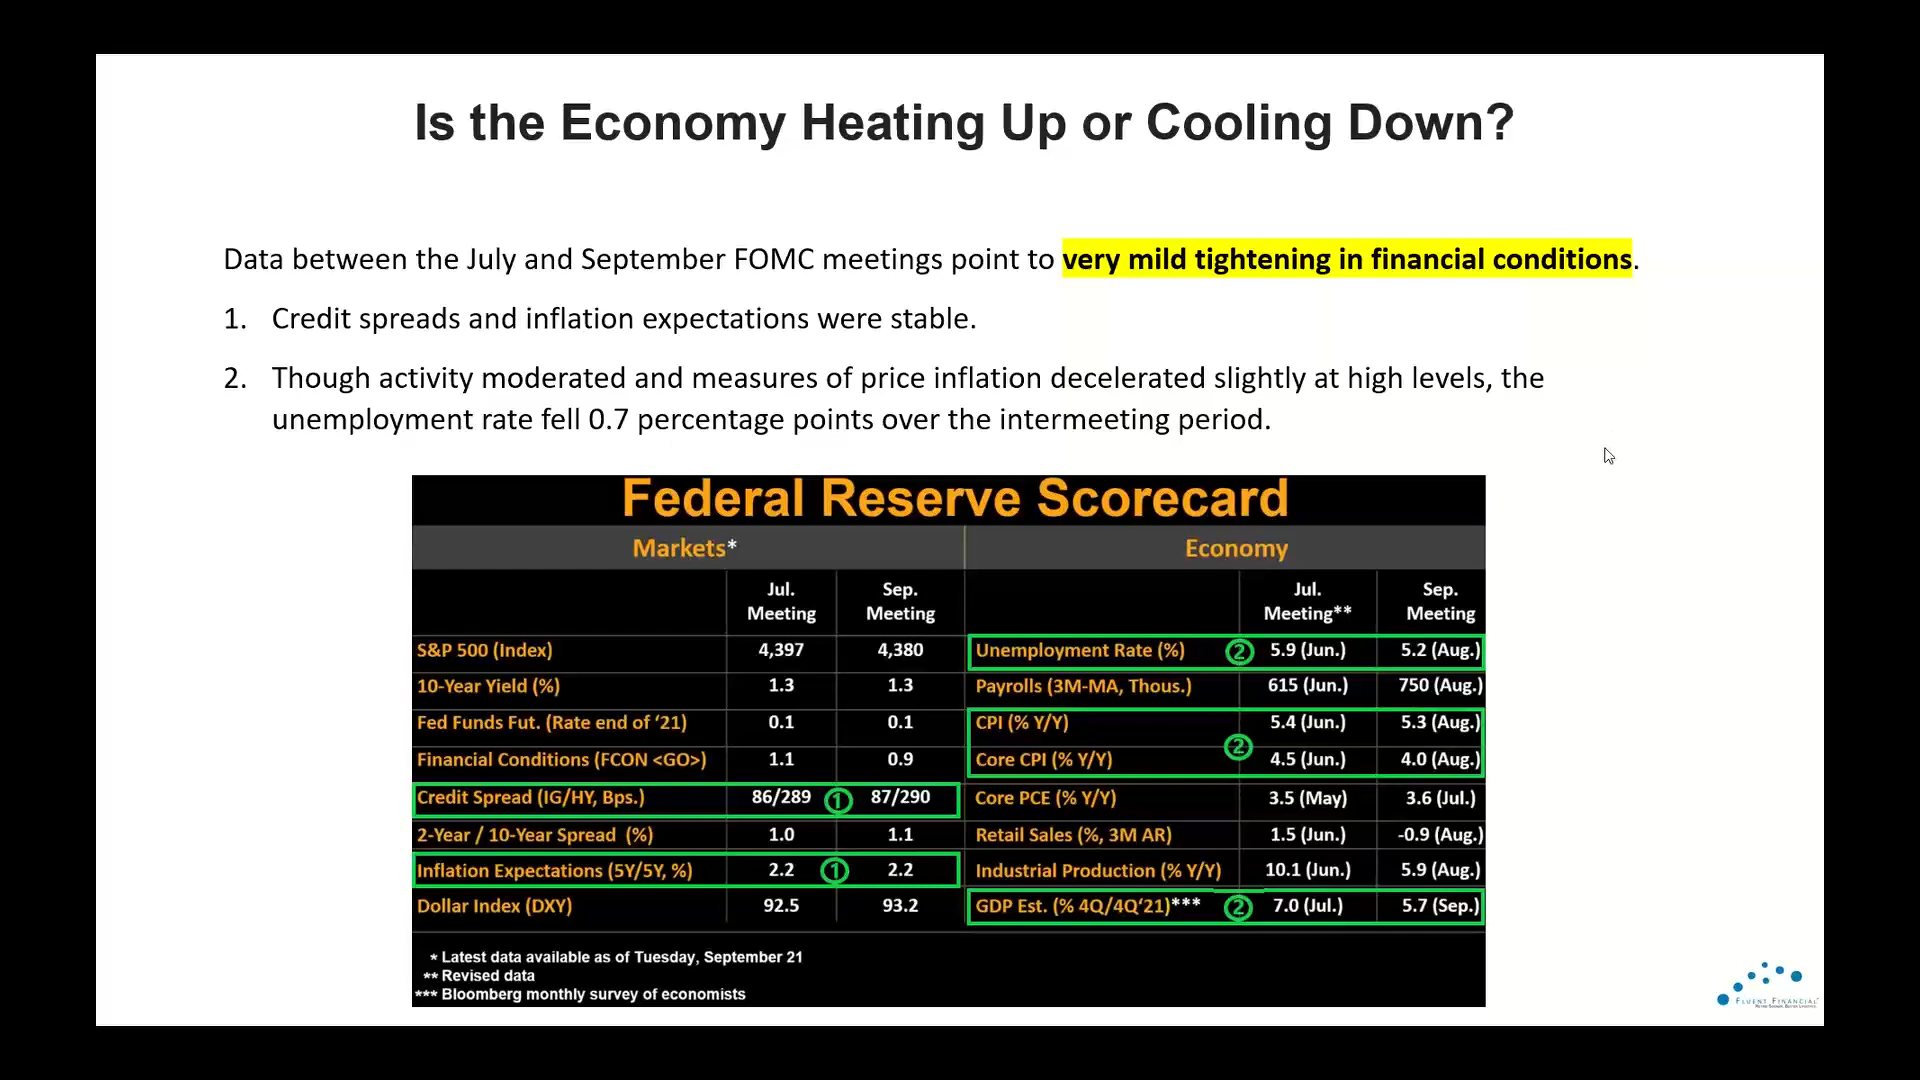 Is the Economy Heating Up or Cooling Down?
Data between the July and September FOMC meetings point to very mild tightening in financial conditions.
1. Credit spreads and inflation expectations were stable.
2. Though activity moderated and measures of price inflation decelerated slightly at high levels, the
unemployment rate fell 0.7 percentage points over the intermeeting period.
Federal Reserve Scorecard
Markets* Economy
Jul. Meeting Sep. Meeting Jul. Meeting** Sep. Meeting
S&P 500 (Index) 4,397 4,380 Unemployment Rate (%) 2 5.9 (Jun.) 5.2 (Aug.)
10-Year Yield (%) 1.3 1.3 Payrolls (3M-MA, Thous.) 615 (Jun.) 750 (Aug.)
Fed Funds Fut. (Rate end of ‘21) 0.1 0.1 CPI (% Y/Y) 5.4 (Jun.) 5.3 (Aug.)
2
Financial Conditions (FCON <GO>) 1.1 0.9 Core CPI (% Y/Y) 4.5 (Jun.) 4.0 (Aug.)
Credit Spread (IG/HY, Bps.) 86/289 1 87/290 Core PCE (% Y/Y) 3.5 (May) 3.6 (Jul.)
2-Year / 10-Year Spread (%) 1.0 1.1 Retail Sales (%, 3M AR) 1.5 (Jun.) -0.9 (Aug.)
Inflation Expectations (5Y/5Y, %) 2.2 1 2.2 Industrial Production (% Y/Y) 10.1 (Jun.) 5.9 (Aug.)
Dollar Index (DXY) 92.5 93.2 GDP Est. (% 4Q/4Q‘21)*** 2 7.0 (Jul.) 5.7 (Sep.)
* Latest data available as of Tuesday, September 21
** Revised data
*** Bloomberg monthly survey of economists
FLUENT FINANCIAL